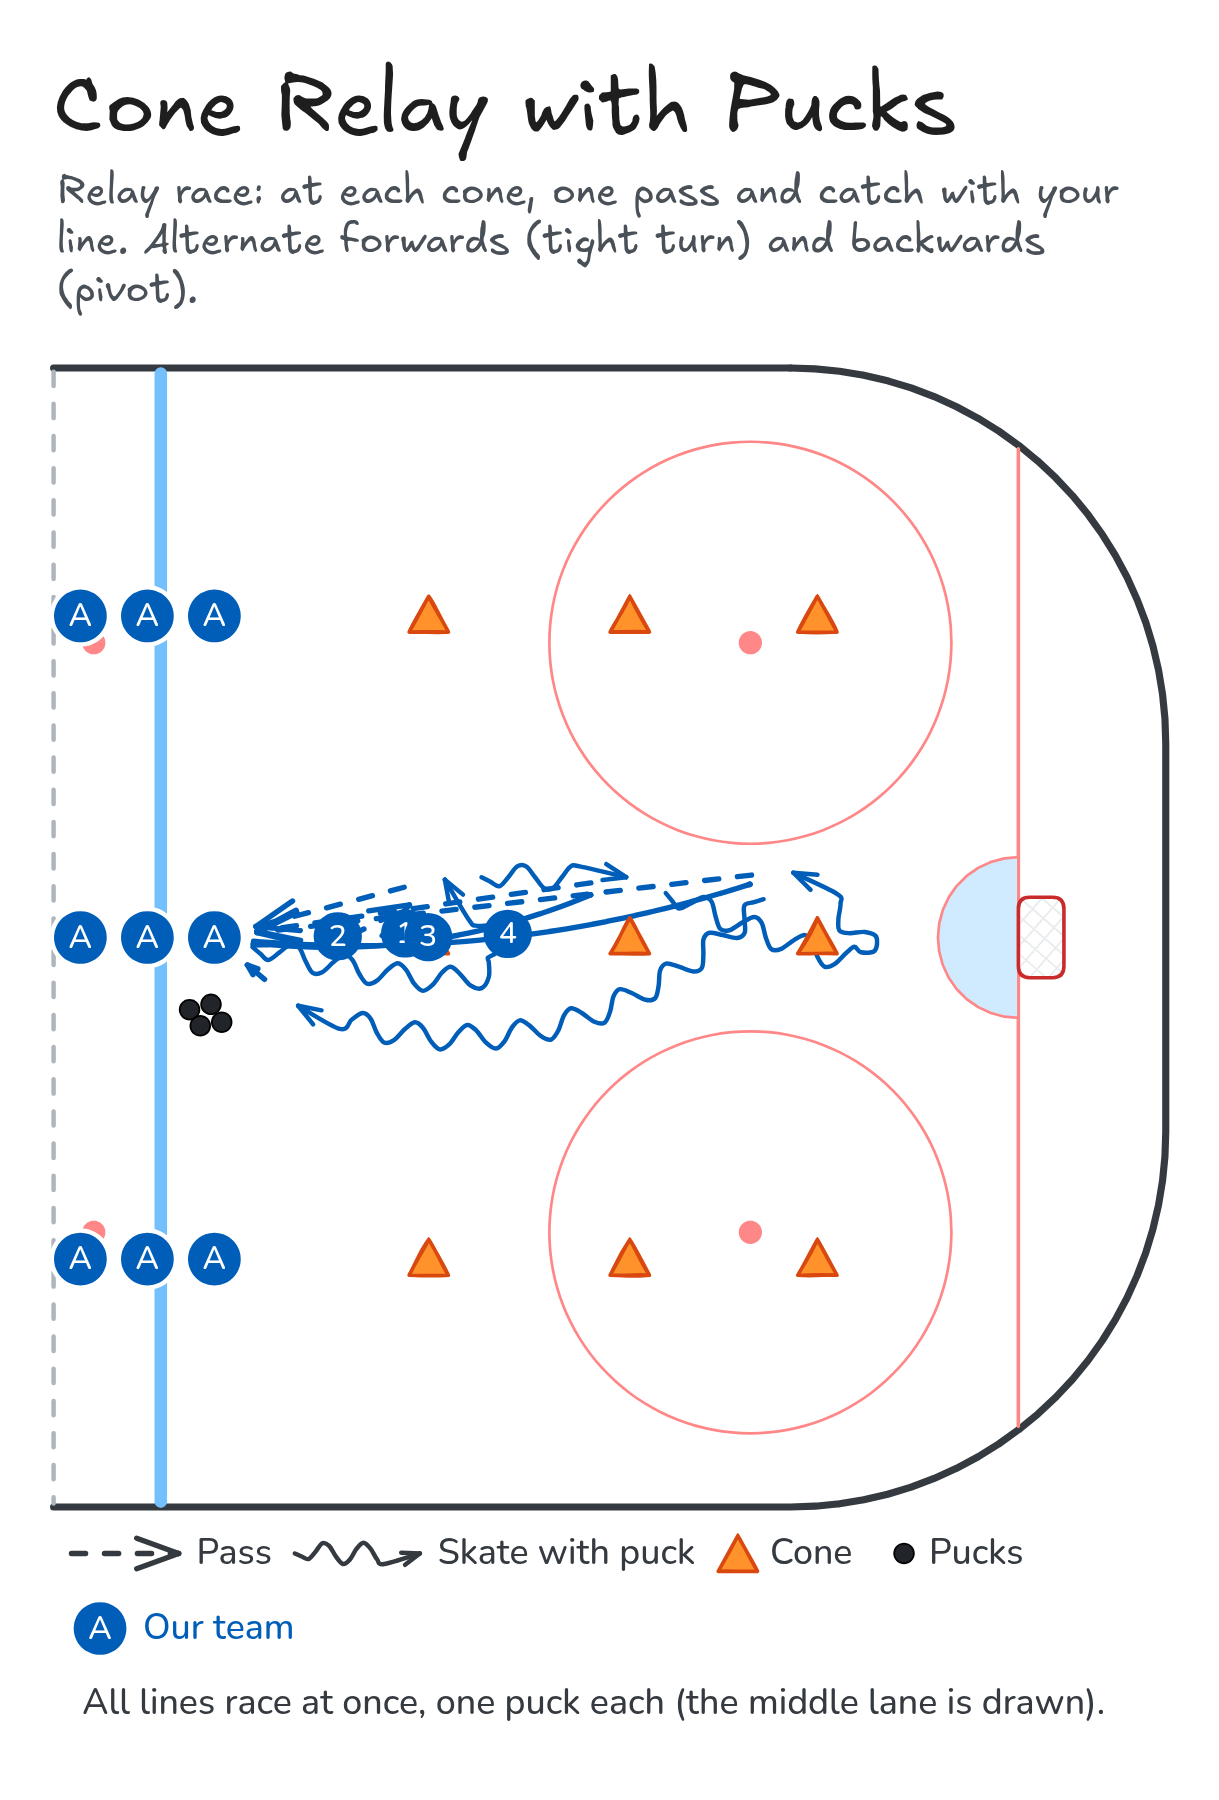 Cone Relay with Pucks
Relay race: at each cone, one pass and catch with your
line. Alternate forwards (tight turn) and backwards
(pivot).
A A A
A A A 2 1 3 4
A A A
Pass Skate with puck Cone Pucks
A Our team
All lines race at once, one puck each (the middle lane is drawn).